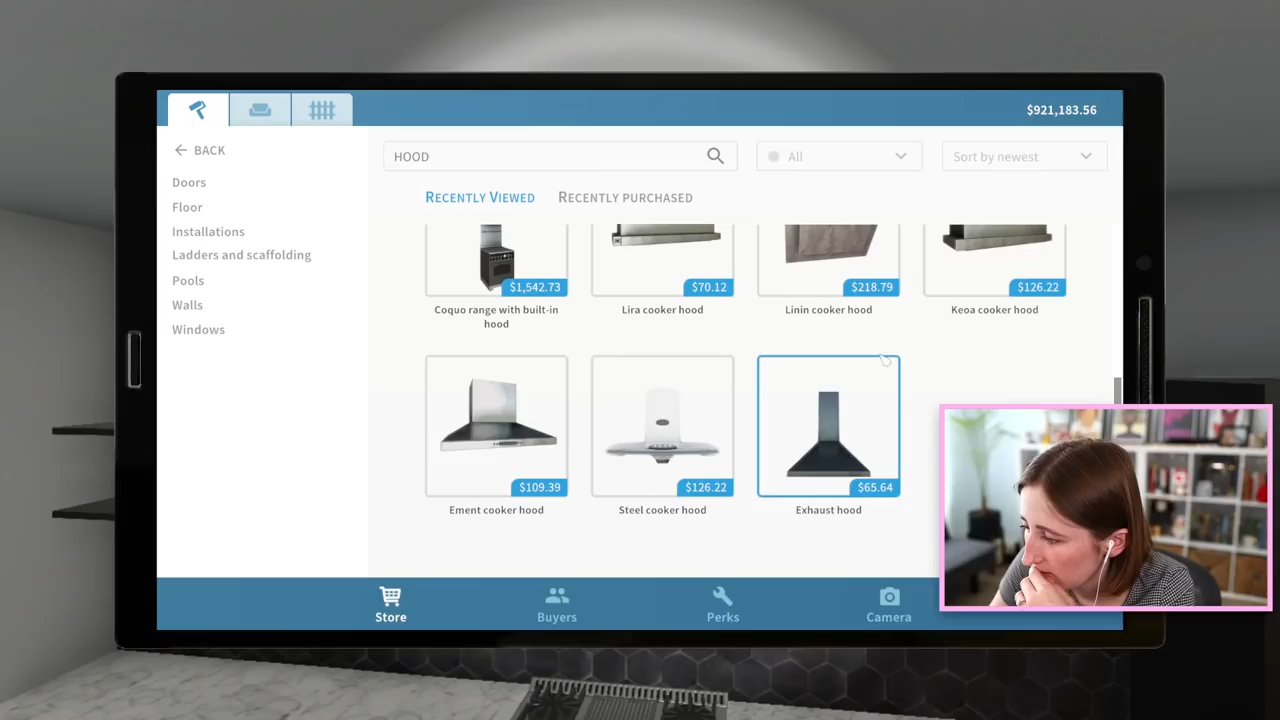 $921,183.56
BACK
HOOD
All
Sort by newest
Doors
Floor
Installations
Ladders and scaffolding
Pools
Walls
Windows
RECENTLY VIEWED
RECENTLY PURCHASED
$1,542.73
$70.12
$218.79
$126.22
Coquo range with built-in
hood
Lira cooker hood
Linin cooker hood
Keoa cooker hood
$109.39
$126.22
$65.64
Ement cooker hood
Steel cooker hood
Exhaust hood
Store
Buyers
Perks
Camera